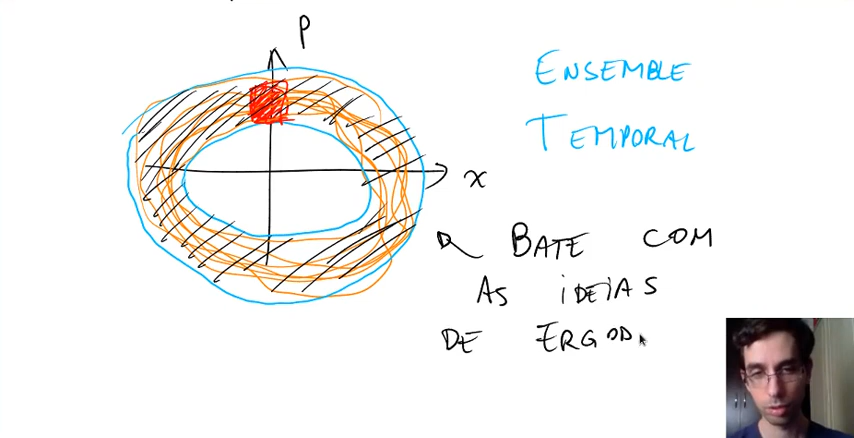 P
ENSEMBLE
TEMPORAL
x
BATE COM
AS IDEIAS
DE ERGOD